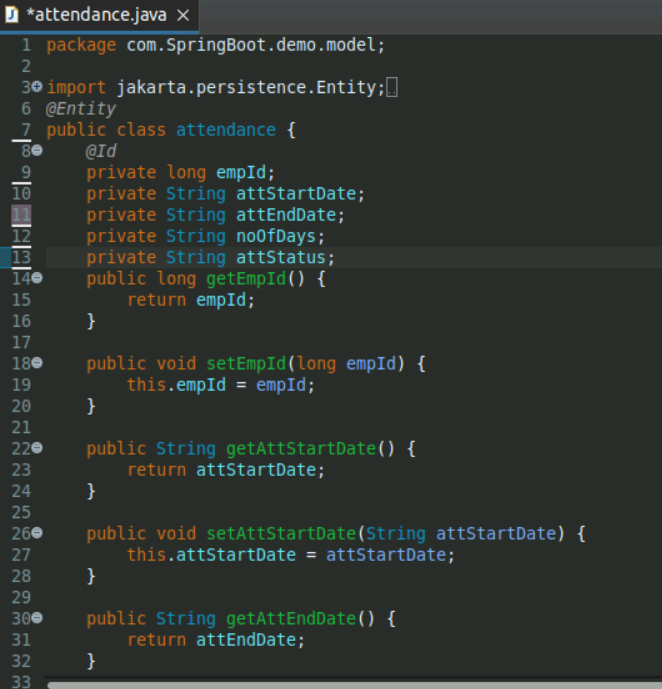 *attendance.java
1 package com.SpringBoot.demo.model;
2
3 import jakarta.persistence.Entity;
6 @Entity
7 public class attendance {
8     @Id
9     private long empId;
10     private String attStartDate;
11     private String attEndDate;
12     private String noOfDays;
13     private String attStatus;
14     public long getEmpId() {
15         return empId;
16     }
17
18     public void setEmpId(long empId) {
19         this.empId = empId;
20     }
21
22     public String getAttStartDate() {
23         return attStartDate;
24     }
25
26     public void setAttStartDate(String attStartDate) {
27         this.attStartDate = attStartDate;
28     }
29
30     public String getAttEndDate() {
31         return attEndDate;
32     }
33